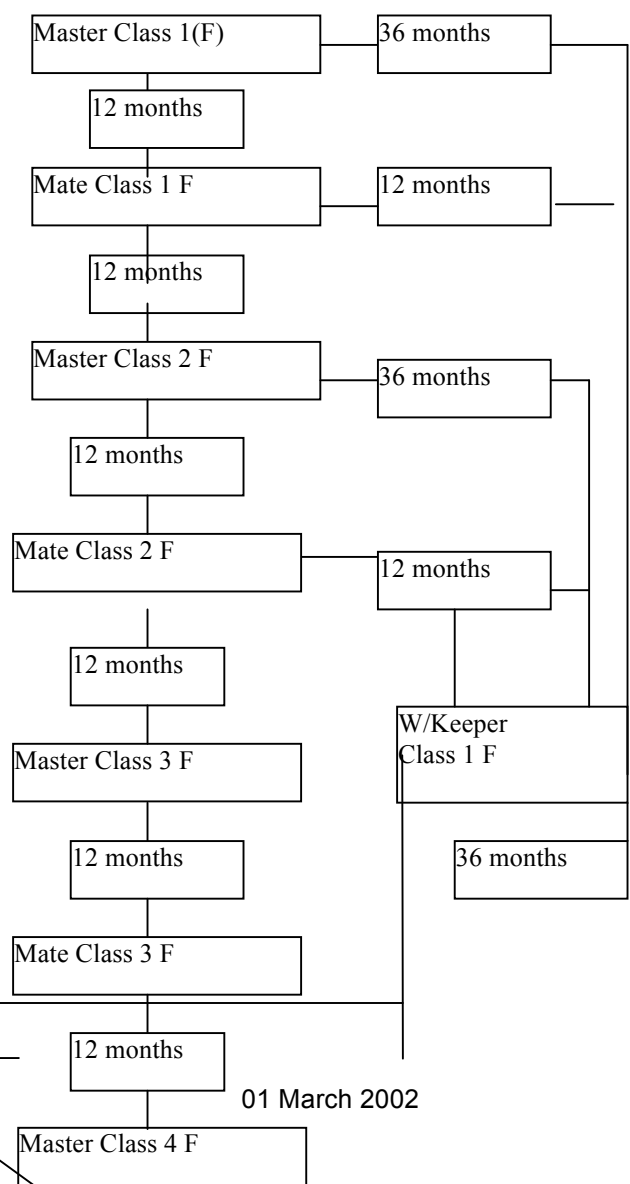 Master Class 1(F)
36 months
12 months
Mate Class 1 F
12 months
12 months
Master Class 2 F
36 months
12 months
Mate Class 2 F
12 months
12 months
W/Keeper
Class 1 F
Master Class 3 F
12 months
36 months
Mate Class 3 F
12 months
01 March 2002
Master Class 4 F